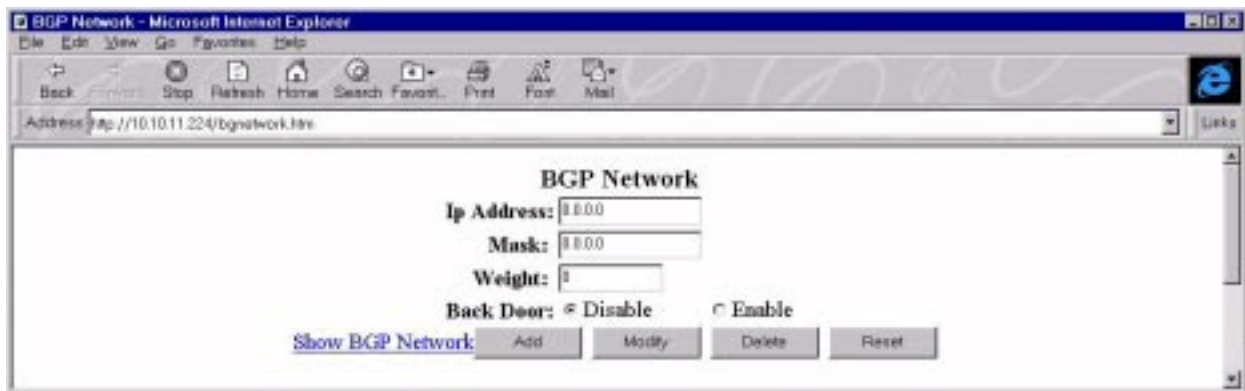 BGP Network - Microsoft Internet Explorer
File Edit View Go Favorites Help
Back Forward Stop Refresh Home Search Favorit... Print Font Mail
Address http://10.10.11.224/bgnetwork.htm Links
BGP Network
Ip Address: 0.0.0.0
Mask: 0.0.0.0
Weight: 0
Back Door: Disable Enable
Show BGP Network Add Modify Delete Reset